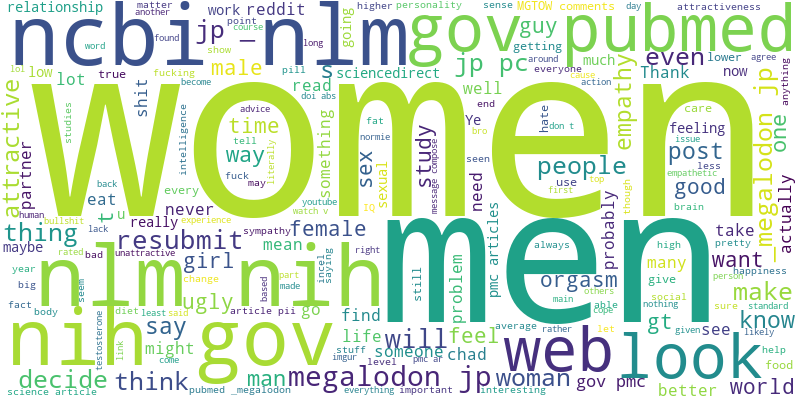 relationship
matter
another
work reddit
higher
personality
sense
MGTOW comments
day
attractiveness
ncbi nlm gov pubmed
word
found
jp _
course
show
point
long
going
guy
getting
around
everyone
lower
agree
low
lot
true
fucking
pill
s
sciencedirect
jp pc
much
even
Thank
now
jp
anything
lol
shit
male
become
read
doi abs
well
action
cause
empathy
attractive
women
studies
intelligence
advice
time
tell
way
fuck
literally
something
fat
normie
sex
sexual
study
message compose
end
Ye
bro
seen
need
hate
don t
people
use
first
top
though
care
feeling
issue
post
less
good
empathetic
brain
_megalodon
one
actually
partner
back
human
eat
t
u
bullshit
every
may
never
experience
IQ
youtube
watch v
thing
maybe
lack
really
resubmit
sympathy
female
men
pmc articles
always
probably
high
pretty
take
want
happiness
year
big
fact
body
bad
unattractive
rated
mean
girl
nlm nih
seem
change
part
made
incel
saying
based
right
still
problem
orgasm
main
others
able
cope
many
give
nothing
social
person
sure
make
standard
ugly
article pii
go
diet
least
said
testosterone
find
life
average
rather
let
gt
given
see
likely
know
nih gov
say
might
link
come
stuff
imgur
someone
will
feel
chad
web look
help
food
decide
think
man
level
pmc ar
megalodon jp
woman
gov pmc
better
world
science article
pubmed _megalodon
everything
important
interesting